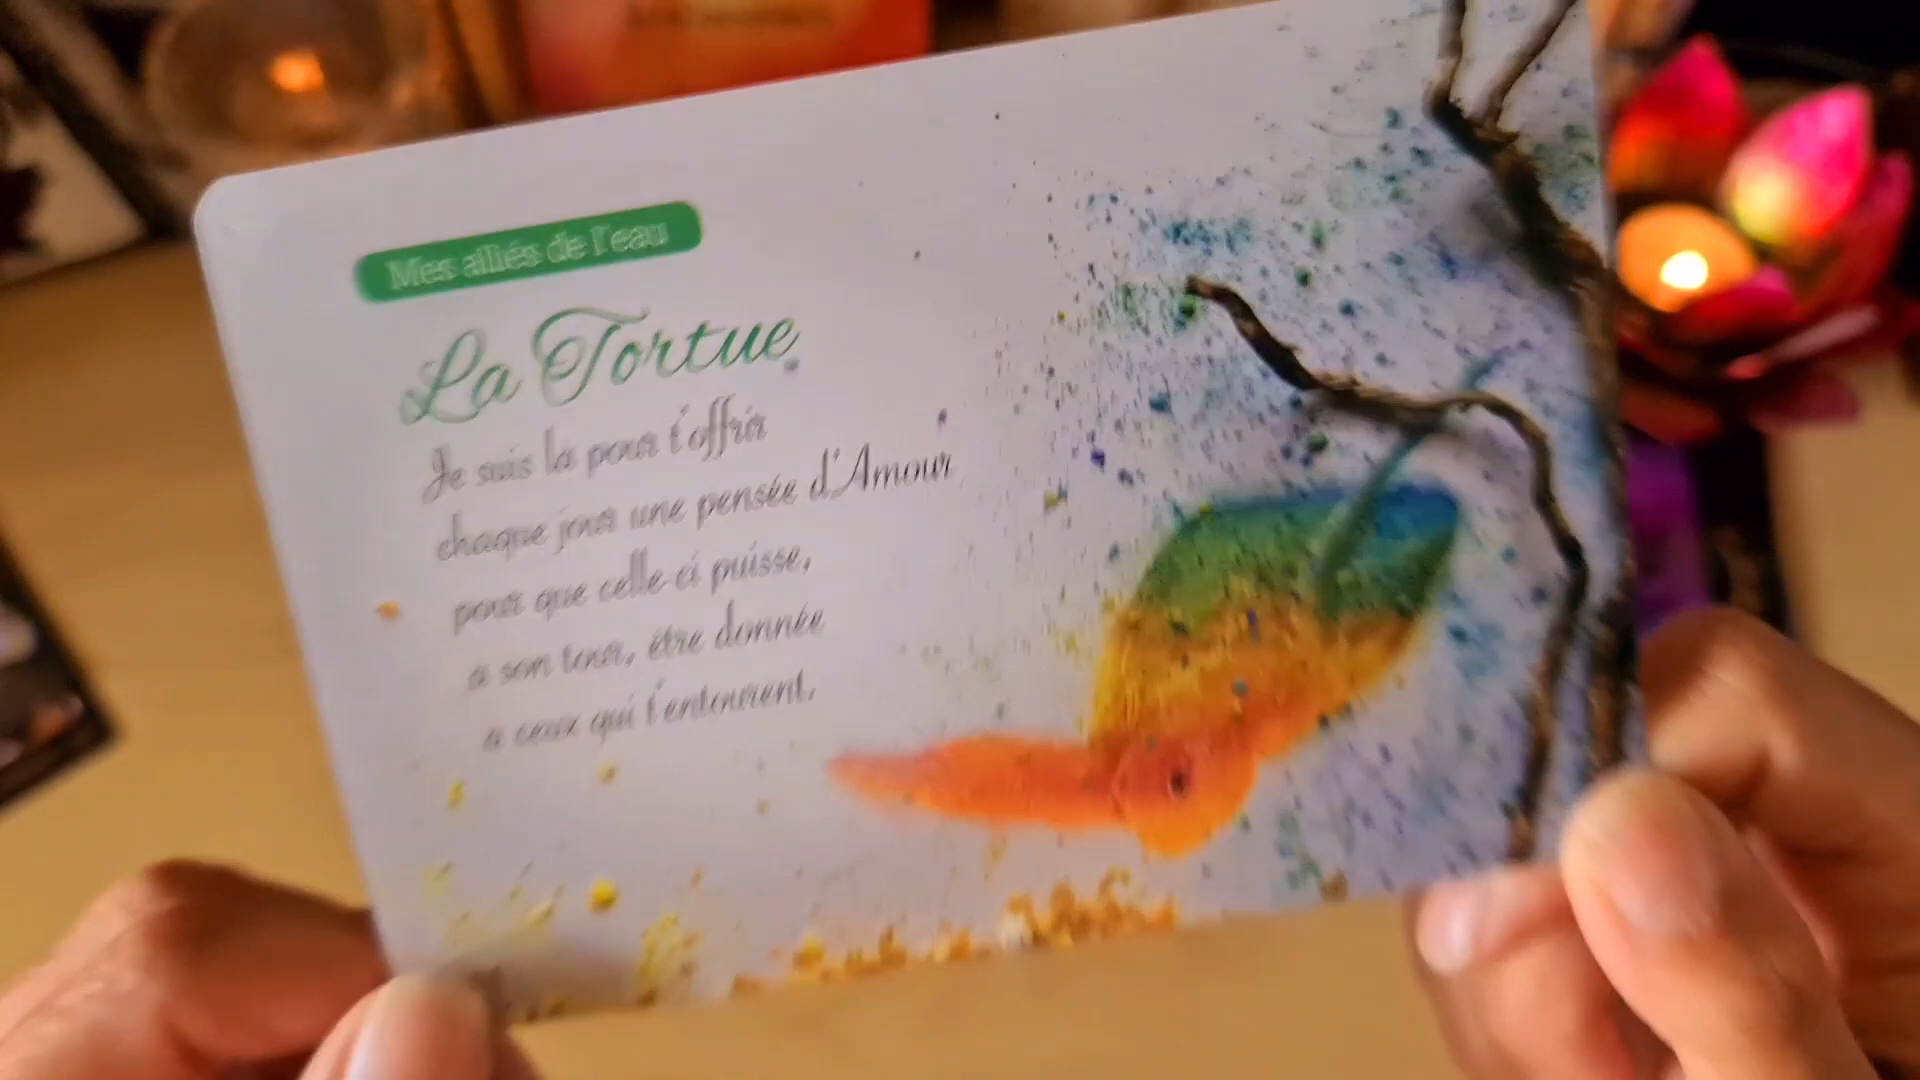 Mes alliés de l'eau
La Tortue
Je suis là pour t'offrir
chaque jour une pensée d'Amour
pour que celle-ci puisse,
à son tour, être donnée
à ceux qui t'entourent.